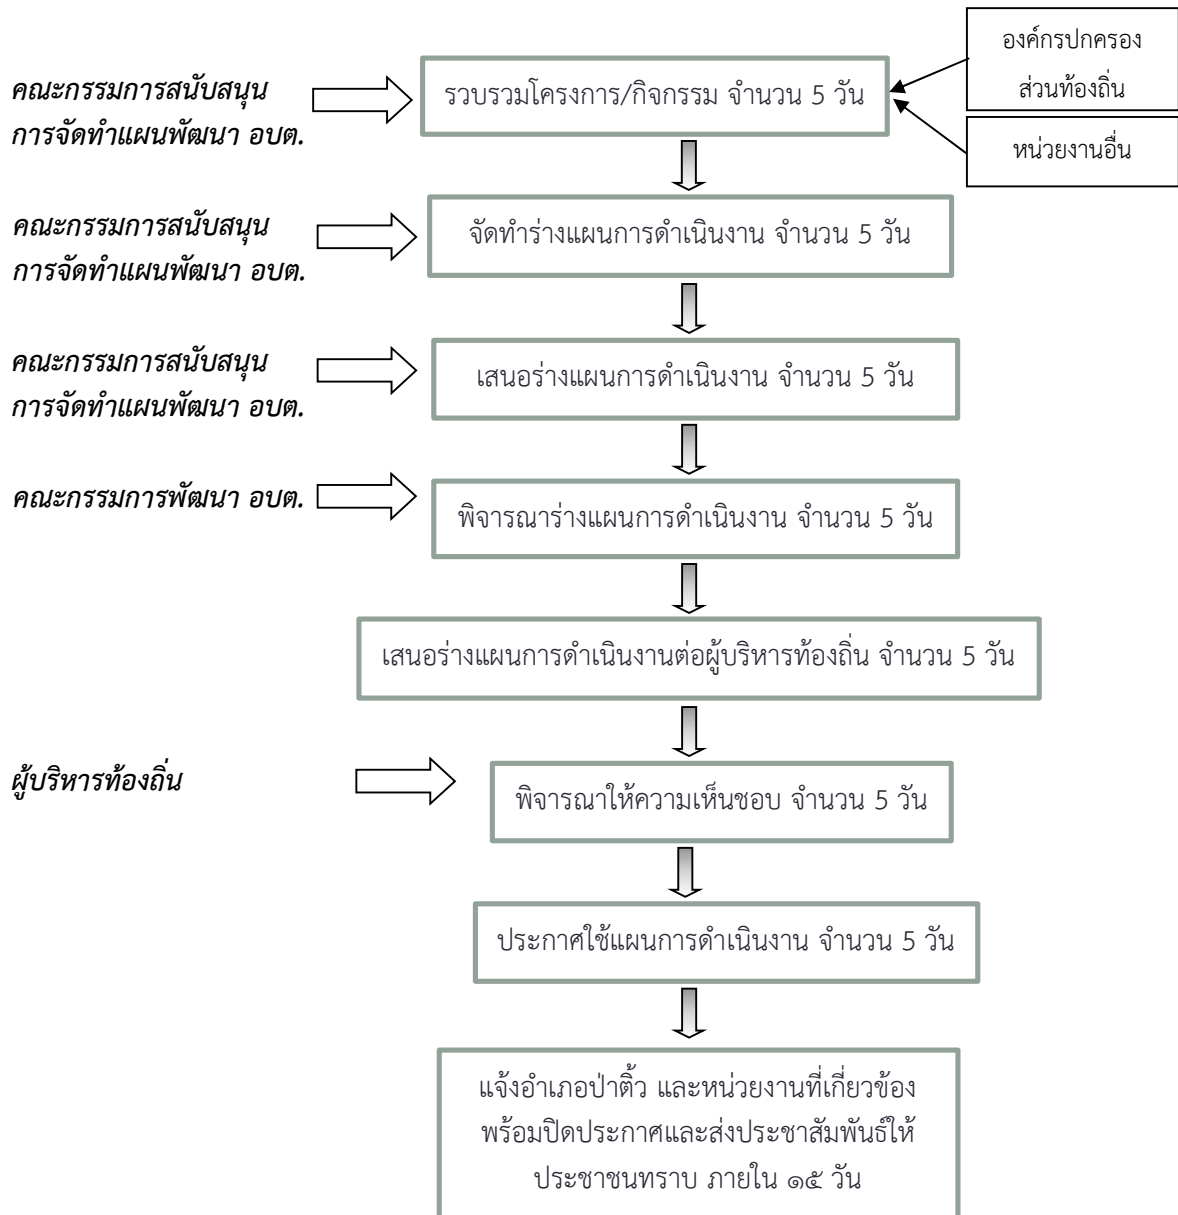 องค์กรปกครอง
ส่วนท้องถิ่น
หน่วยงานอื่น
คณะกรรมการสนับสนุน
การจัดทำแผนพัฒนา อบต.
รวบรวมโครงการ/กิจกรรม จำนวน 5 วัน
คณะกรรมการสนับสนุน
การจัดทำแผนพัฒนา อบต.
จัดทำร่างแผนการดำเนินงาน จำนวน 5 วัน
คณะกรรมการสนับสนุน
การจัดทำแผนพัฒนา อบต.
เสนอร่างแผนการดำเนินงาน จำนวน 5 วัน
คณะกรรมการพัฒนา อบต.
พิจารณาร่างแผนการดำเนินงาน จำนวน 5 วัน
เสนอร่างแผนการดำเนินงานต่อผู้บริหารท้องถิ่น จำนวน 5 วัน
ผู้บริหารท้องถิ่น
พิจารณาให้ความเห็นชอบ จำนวน 5 วัน
ประกาศใช้แผนการดำเนินงาน จำนวน 5 วัน
แจ้งอำเภอป่าติ้ว และหน่วยงานที่เกี่ยวข้อง
พร้อมปิดประกาศและส่งประชาสัมพันธ์ให้
ประชาชนทราบ ภายใน ๑๕ วัน